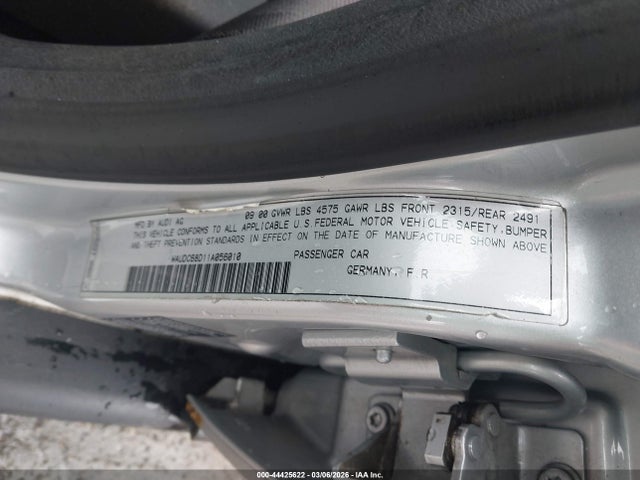 MFD BY AUDI AG 09 00 GVWR LBS 4575 GAWR LBS FRONT 2315/REAR 2491
THIS VEHICLE CONFORMS TO ALL APPLICABLE U.S.FEDERAL MOTOR VEHICLE SAFETY, BUMPER
AND THEFT PREVENTION STANDARDS IN EFFECT ON THE DATE OF MANUFACTURE SHOWN ABOVE
WAUDC68D11A056010 PASSENGER CAR
GERMANY, F R
000-44425622 | 03/06/2026 | © IAA,Inc.